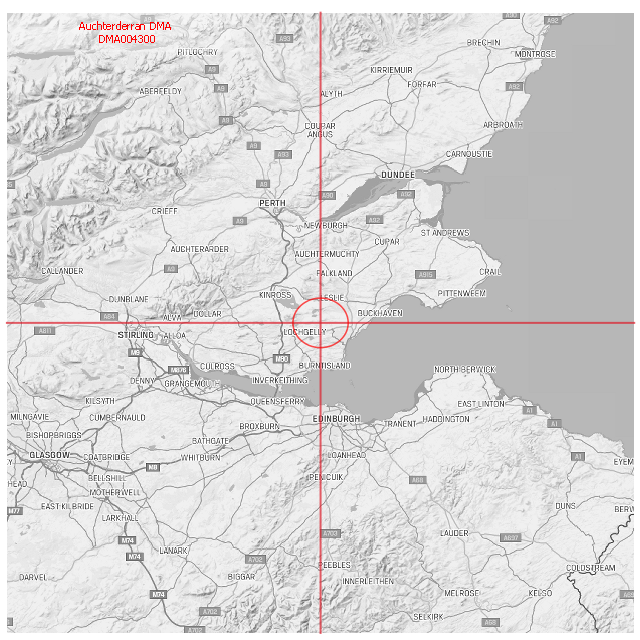 Auchterderran DMA
DMA004300
A93
A90
A92
PITLOCHRY
BRECHIN
MONTROSE
A9
KIRRIEMUIR
FORFAR
A9
ABERFELDY
ALYTH
A92
A9
COUPAR
ANGUS
ARBROATH
A9
A93
CARNOUSTIE
DUNDEE
A9
A90
A92
PERTH
CRIEFF
A9
NEWBURGH
A92
ST ANDREWS
AUCHTERARDER
CUPAR
AUCHTERMUCHTY
CALLANDER
A9
FALKLAND
A915
CRAIL
DUNBLANE
KINROSS
LESLIE
PITTENWEEM
A84
ALVA
DOLLAR
BUCKHAVEN
A811
STIRLING
ALLOA
LOCHGELLY
M9
M90
CULROSS
BURNTISLAND
M876
DENNY
GRANGEMOUTH
INVERKEITHING
NORTH BERWICK
KILSYTH
QUEENSFERRY
EAST LINTON
MILNGAVIE
CUMBERNAULD
EDINBURGH
HADDINGTON
A1
BISHOPBRIGGS
BATHGATE
BROXBURN
TRANENT
A1
GLASGOW
COATBRIDGE
WHITBURN
LOANHEAD
A1
EYEM
M8
HEAD
BELLSHILL
PENICUIK
A68
MOTHERWELL
M77
EAST KILBRIDE
DUNS
BERW
LARKHALL
M74
A703
LAUDER
A697
LANARK
M74
A702
PEEBLES
COLDSTREAM
DARVEL
BIGGAR
INNERLEITHEN
M74
MELROSE
KELSO
A702
SELKIRK
A68
A702